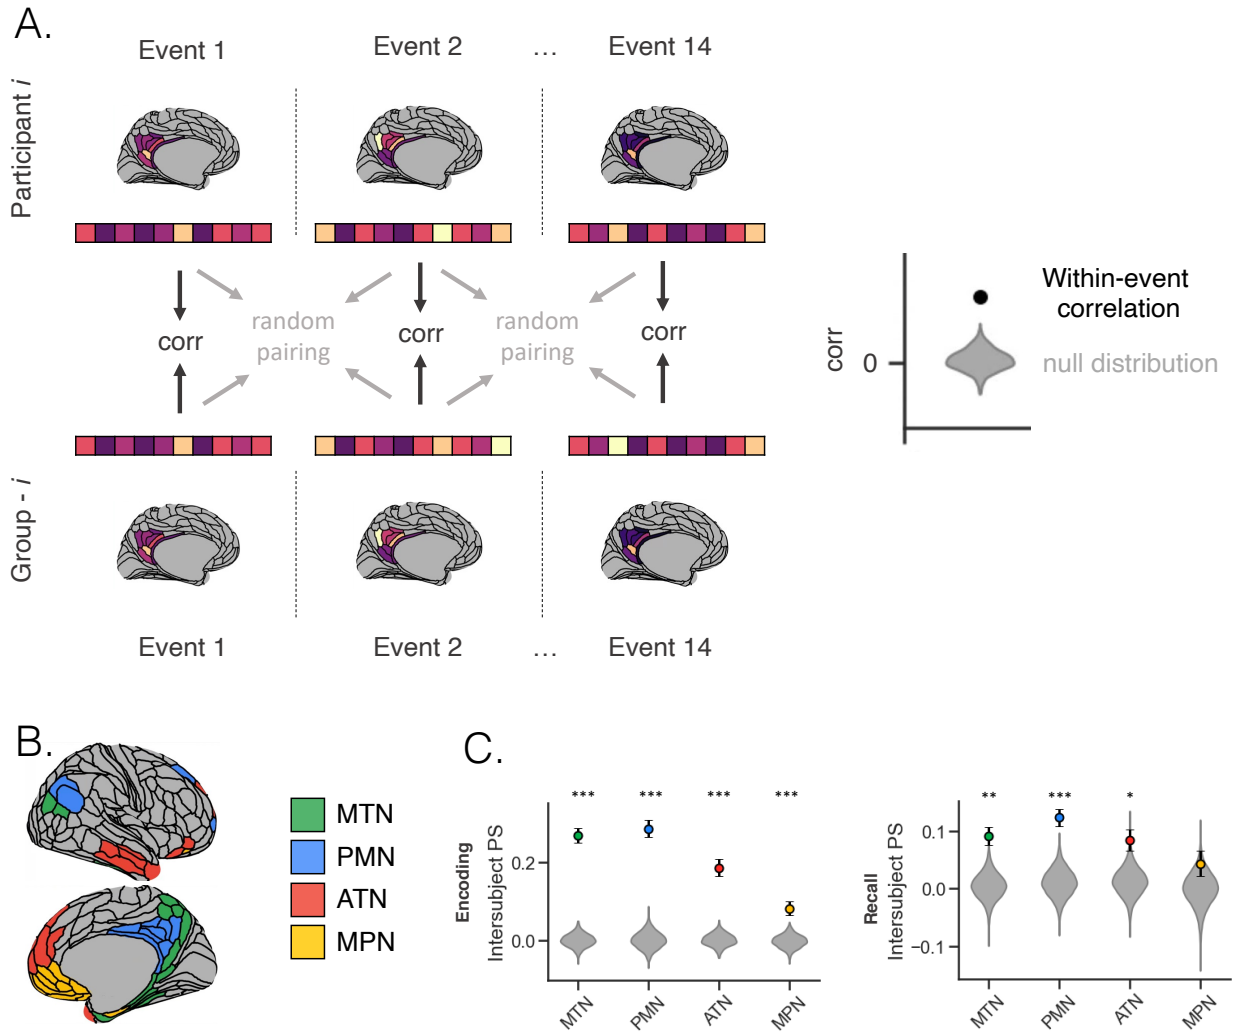 A.
Event 1
Event 2
...
Event 14
Participant i
corr
random
pairing
corr
random
pairing
corr
Group - i
Event 1
Event 2
...
Event 14
corr
0
Within-event
correlation
null distribution
B.
MTN
PMN
ATN
MPN
C.
Encoding
Intersubject PS
0.2
0.0
***
***
***
***
MTN
PMN
ATN
MPN
Recall
Intersubject PS
0.1
0.0
−0.1
**
***
*
MTN
PMN
ATN
MPN